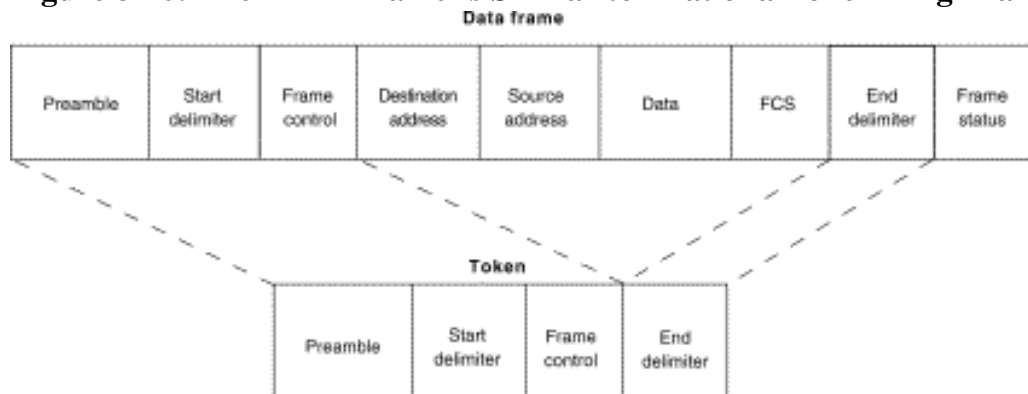 Data frame
Preamble
Start
delimiter
Frame
control
Destination
address
Source
address
Data
FCS
End
delimiter
Frame
status
Token
Preamble
Start
delimiter
Frame
control
End
delimiter